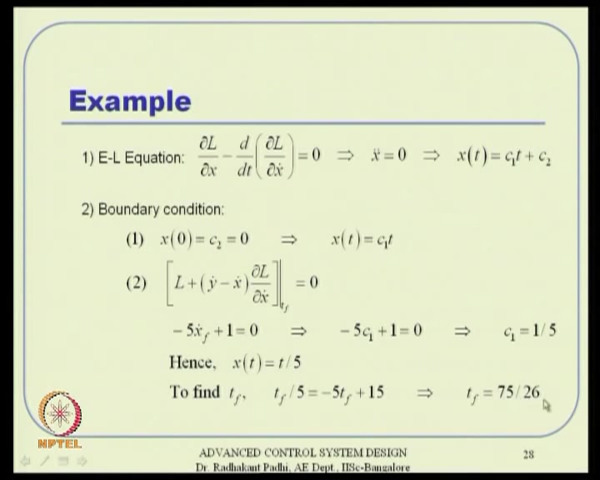 Example
1) E-L Equation: ∂L/∂x − d/dt(∂L/∂ẋ) = 0 ⇒ ẍ = 0 ⇒ x(t) = c₁t + c₂
2) Boundary condition:
(1) x(0) = c₂ = 0 ⇒ x(t) = c₁t
(2) [L + (ẏ − ẋ) ∂L/∂ẋ]|t_f = 0
−5ẋ_f + 1 = 0 ⇒ −5c₁ + 1 = 0 ⇒ c₁ = 1/5
Hence, x(t) = t/5
To find t_f, t_f/5 = −5t_f + 15 ⇒ t_f = 75/26
NPTEL
ADVANCED CONTROL SYSTEM DESIGN
Dr. Radhakant Padhi, AE Dept., IISc-Bangalore
28